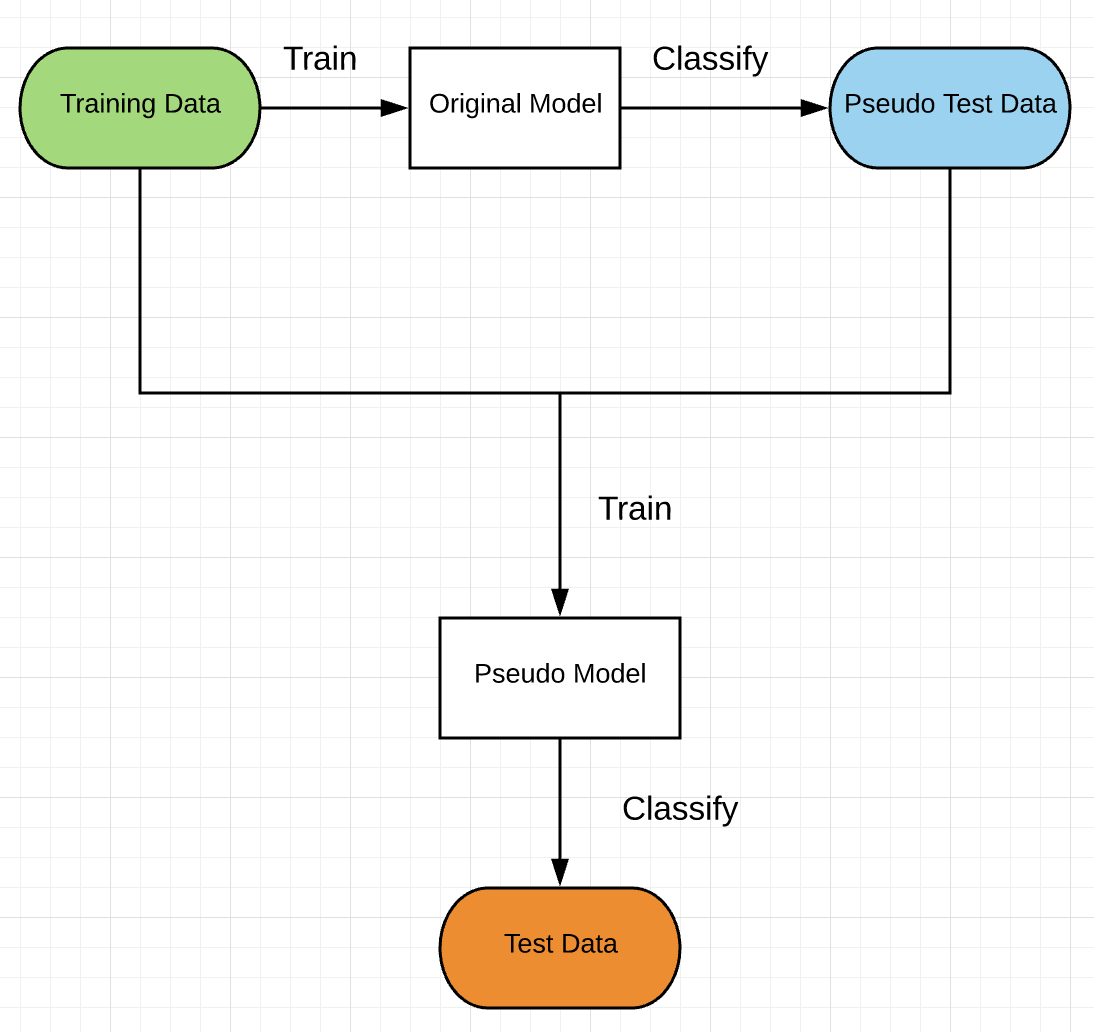 Train
Classify
Training Data
Original Model
Pseudo Test Data
Train
Pseudo Model
Classify
Test Data